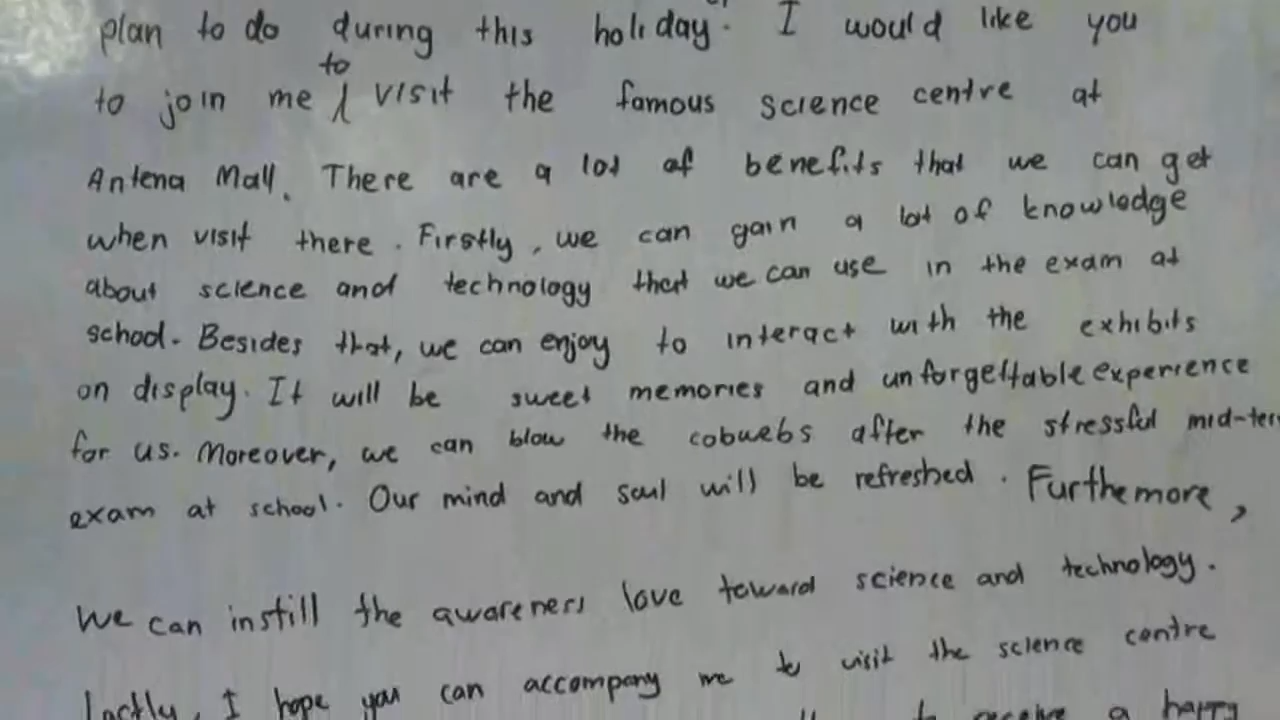 plan to do during this holiday. I would like you
to
to join me visit the famous science centre at
Antena Mall. There are a lot of benefits that we can get
when visit there. Firstly, we can gain a lot of knowledge
about science and technology that we can use in the exam at
school. Besides that, we can enjoy to interact with the exhibits
on display. It will be sweet memories and unforgettable experience
for us. Moreover, we can blow the cobwebs after the stressful mid-ter
exam at school. Our mind and soul will be refreshed. Furthemore,
we can instill the awareness love toward science and technology.
Lastly, I hope you can accompany me to visit the science centre
to receive a happy